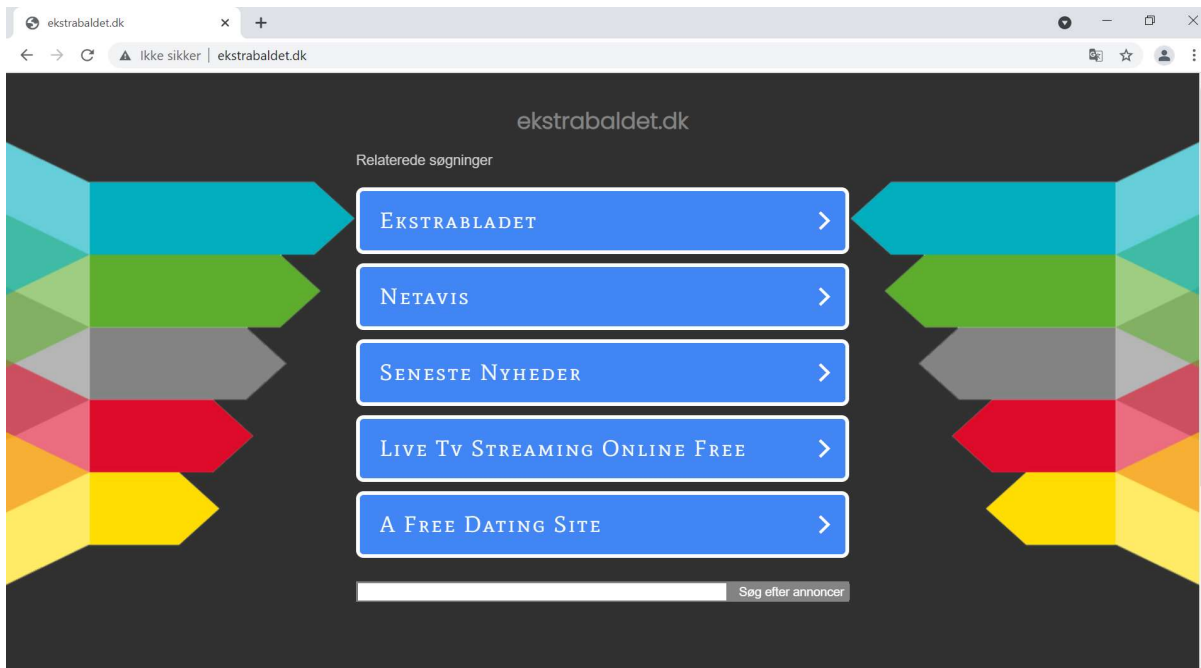 ekstrabaldet.dk
Ikke sikker | ekstrabaldet.dk
ekstrabaldet.dk
Relaterede søgninger
Ekstrabladet
Netavis
Seneste Nyheder
Live Tv Streaming Online Free
A Free Dating Site
Søg efter annoncer